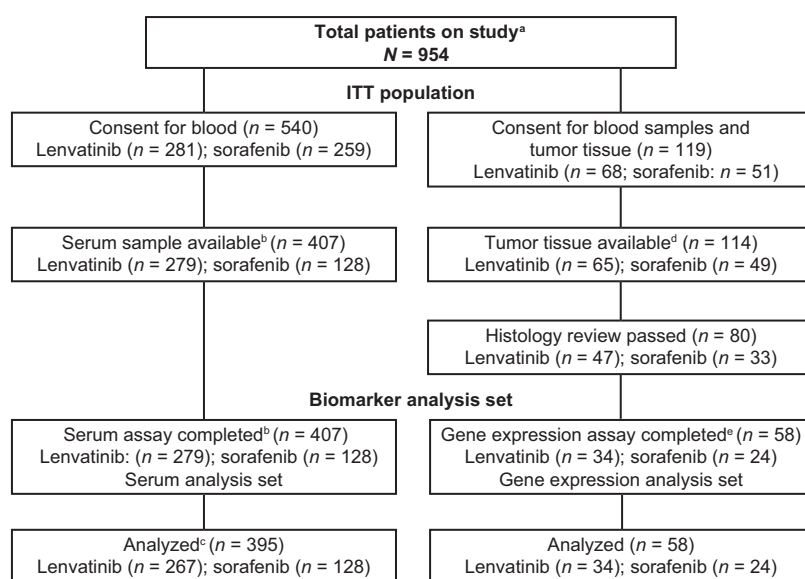 Total patients on studyᵃ
N = 954
ITT population
Consent for blood (n = 540)
Lenvatinib (n = 281); sorafenib (n = 259)
Consent for blood samples and
tumor tissue (n = 119)
Lenvatinib (n = 68; sorafenib: n = 51)
Serum sample availableᵇ (n = 407)
Lenvatinib (n = 279); sorafenib (n = 128)
Tumor tissue availableᵈ (n = 114)
Lenvatinib (n = 65); sorafenib (n = 49)
Histology review passed (n = 80)
Lenvatinib (n = 47); sorafenib (n = 33)
Biomarker analysis set
Serum assay completedᵇ (n = 407)
Lenvatinib: (n = 279); sorafenib (n = 128)
Serum analysis set
Gene expression assay completedᵉ (n = 58)
Lenvatinib (n = 34); sorafenib (n = 24)
Gene expression analysis set
Analyzedᶜ (n = 395)
Lenvatinib (n = 267); sorafenib (n = 128)
Analyzed (n = 58)
Lenvatinib (n = 34); sorafenib (n = 24)